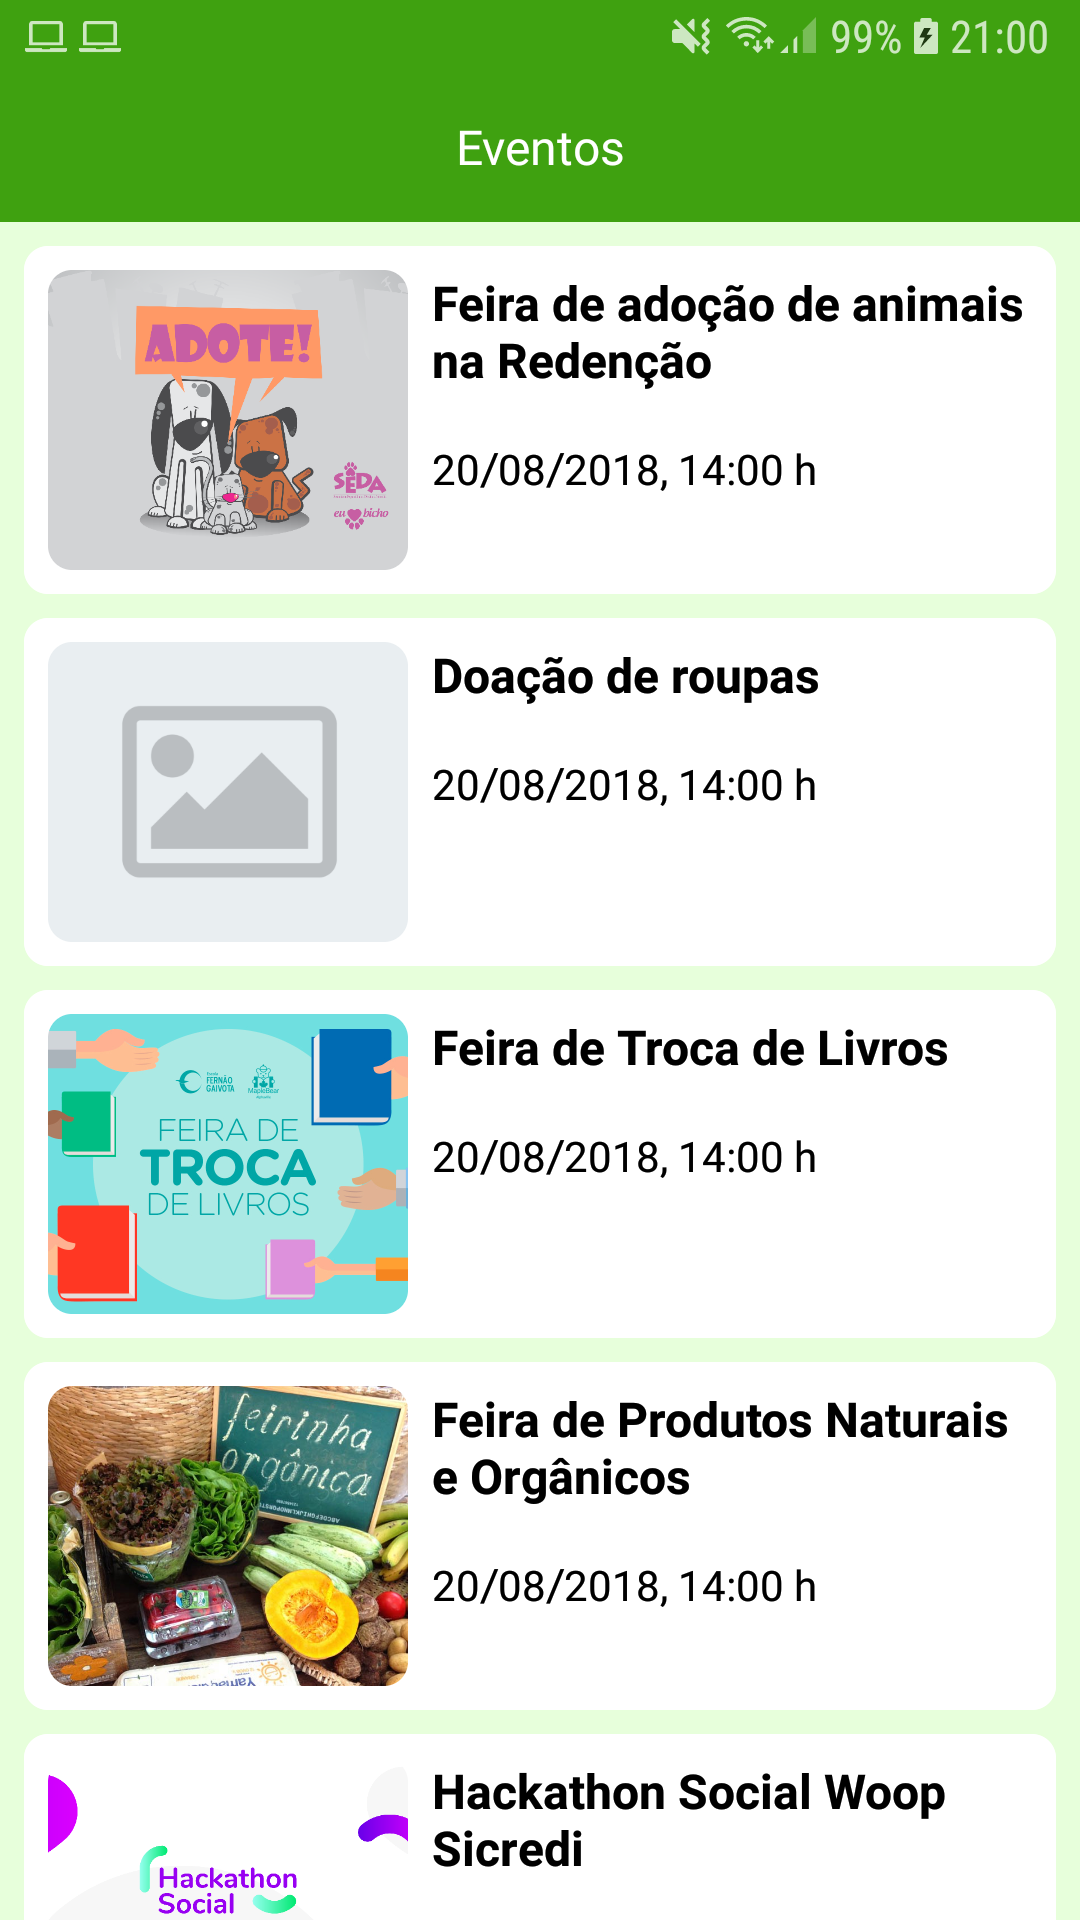 99% 21:00
Eventos
ADOTE!
SEDA
eu bicho
Feira de adoção de animais
na Redenção
20/08/2018, 14:00 h
Doação de roupas
20/08/2018, 14:00 h
Escola
FERNÃO
GAIVOTA
MapleBear
FEIRA DE
TROCA
DE LIVROS
Feira de Troca de Livros
20/08/2018, 14:00 h
feirinha
orgânica
Feira de Produtos Naturais
e Orgânicos
20/08/2018, 14:00 h
Hackathon
Social
Hackathon Social Woop
Sicredi